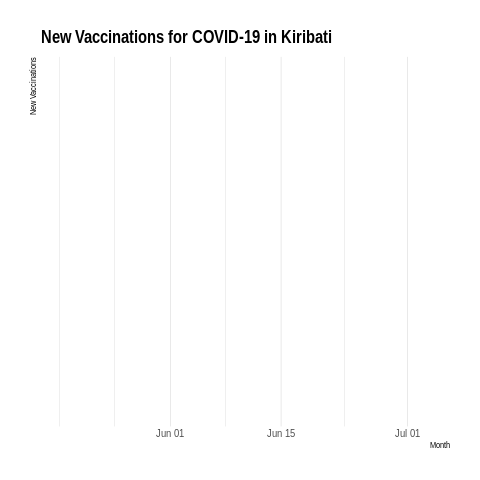 New Vaccinations for COVID-19 in Kiribati
New Vaccinations
Jun 01
Jun 15
Jul 01
Month